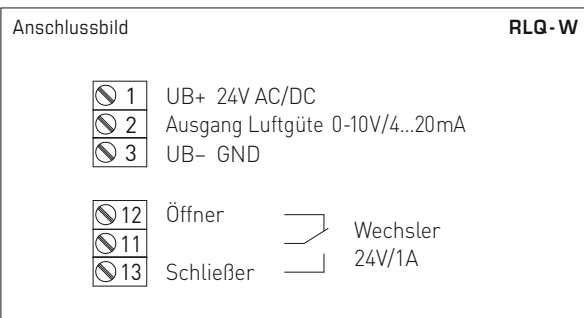 Anschlussbild RLQ-W
1 UB+ 24V AC/DC
2 Ausgang Luftgüte 0-10V/4...20mA
3 UB– GND
12 Öffner
11
Wechsler
24V/1A
13 Schließer